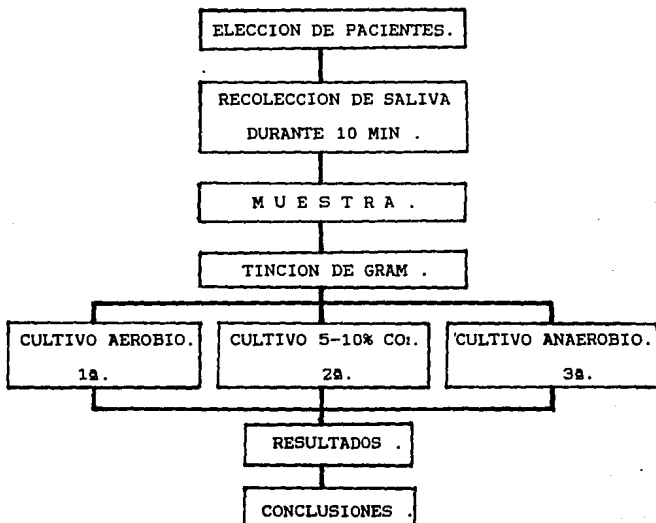 ELECCION DE PACIENTES.
RECOLECCION DE SALIVA
DURANTE 10 MIN .
M U E S T R A .
TINCION DE GRAM .
CULTIVO AEROBIO.
1ª.
CULTIVO 5-10% CO₂.
2ª.
CULTIVO ANAEROBIO.
3ª.
RESULTADOS .
CONCLUSIONES .